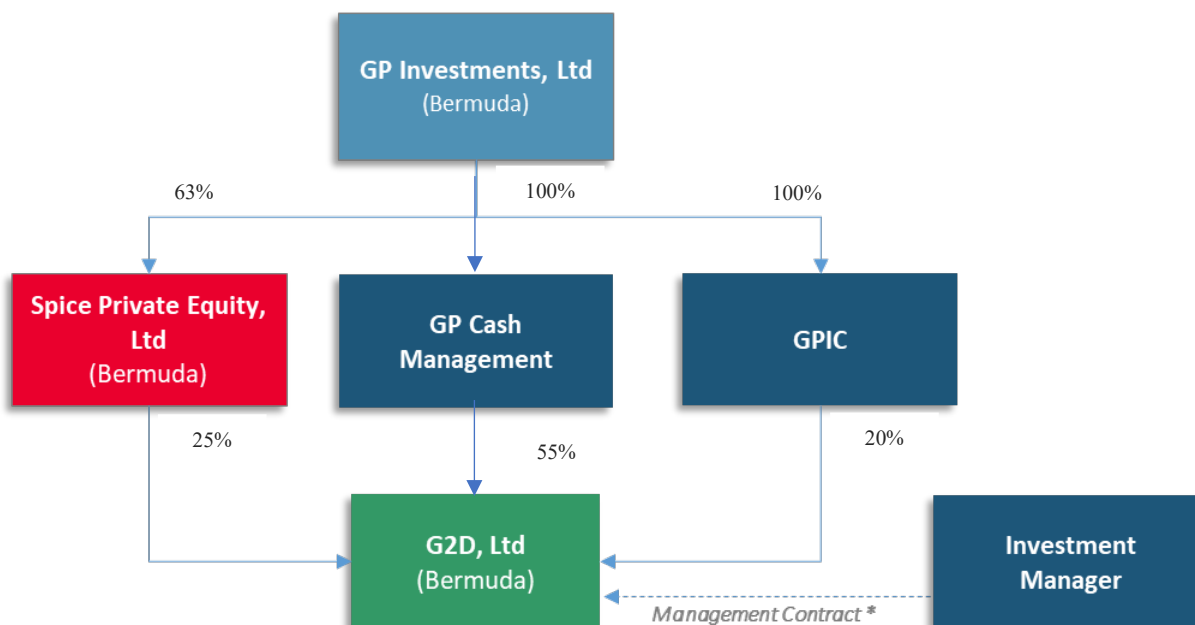 GP Investments, Ltd
(Bermuda)
63%
100%
100%
Spice Private Equity,
Ltd
(Bermuda)
GP Cash
Management
GPIC
25%
55%
20%
G2D, Ltd
(Bermuda)
Investment
Manager
Management Contract *